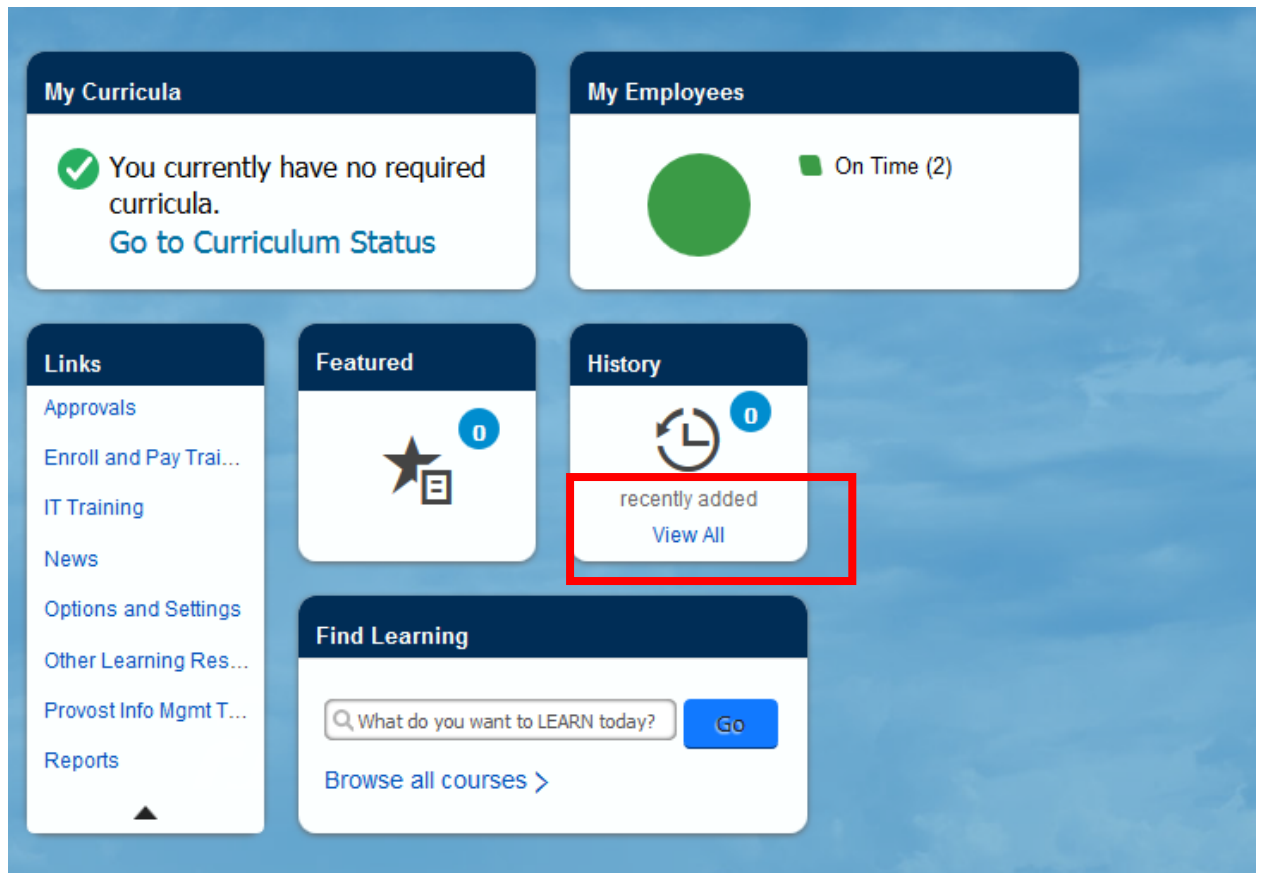 My Curricula
You currently have no required
curricula.
Go to Curriculum Status
My Employees
On Time (2)
Links
Approvals
Enroll and Pay Trai...
IT Training
News
Options and Settings
Other Learning Res...
Provost Info Mgmt T...
Reports
Featured
0
History
0
recently added
View All
Find Learning
What do you want to LEARN today?
Go
Browse all courses >